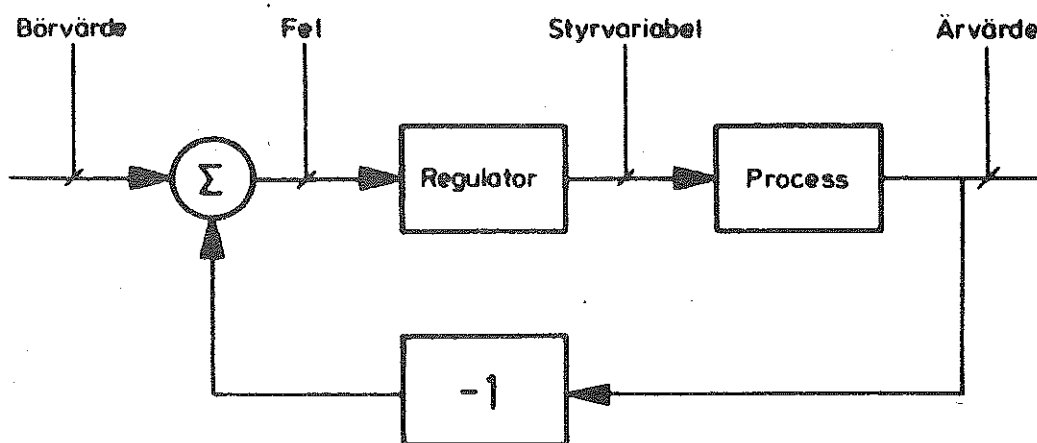 Börvärde
Fel
Styrvariabel
Ärvärde
Σ
Regulator
Process
-1